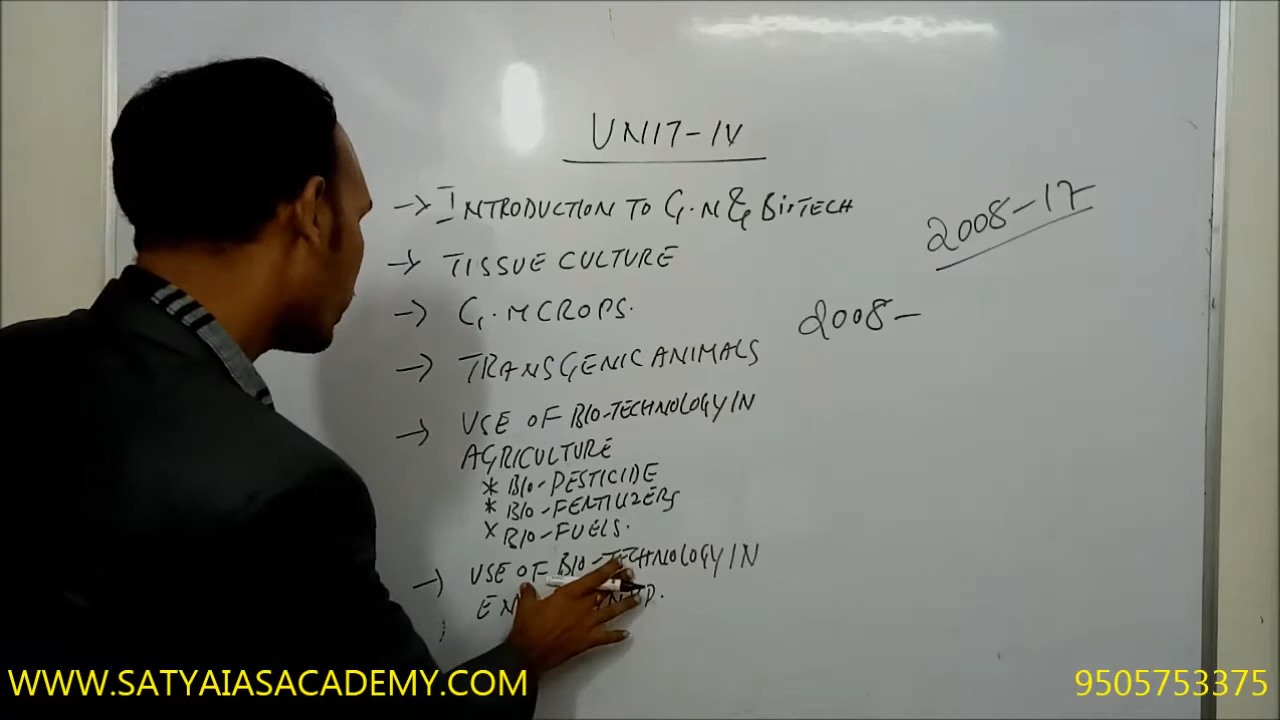 UNIT-IV
→ INTRODUCTION TO G.M & BIOTECH
→ TISSUE CULTURE
→ G.M CROPS.
→ TRANSGENIC ANIMALS
→ USE OF BIO-TECHNOLOGY IN
AGRICULTURE
* BIO-PESTICIDE
* BIO-FERTILIZERS
* BIO-FUELS.
→ USE OF BIO-TECHNOLOGY IN
2008-17
2008-
WWW.SATYAIASACADEMY.COM
9505753375